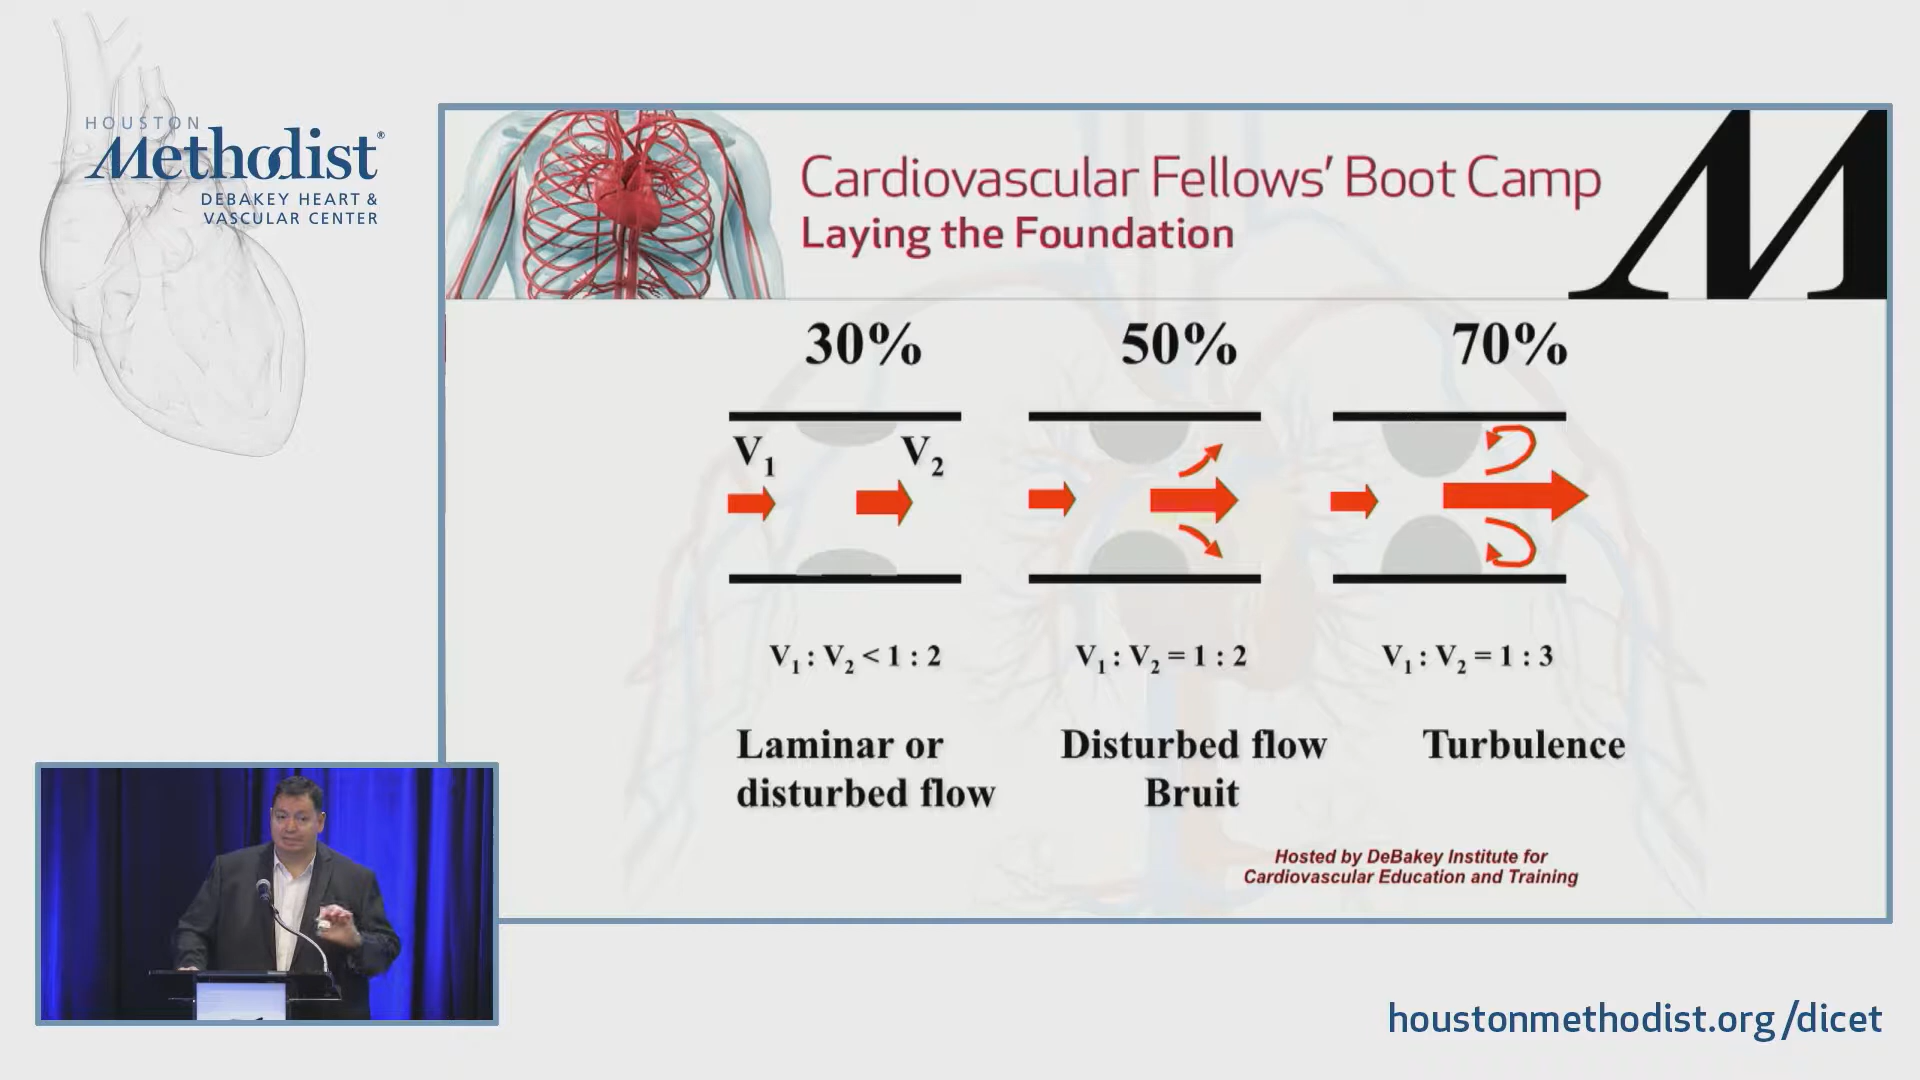 HOUSTON
Methodist®
DEBAKEY HEART &
VASCULAR CENTER
Cardiovascular Fellows' Boot Camp
Laying the Foundation
M
30%
50%
70%
V1
V2
V1 : V2 < 1 : 2
V1 : V2 = 1 : 2
V1 : V2 = 1 : 3
Laminar or
disturbed flow
Disturbed flow
Bruit
Turbulence
Hosted by DeBakey Institute for
Cardiovascular Education and Training
houstonmethodist.org/dicet